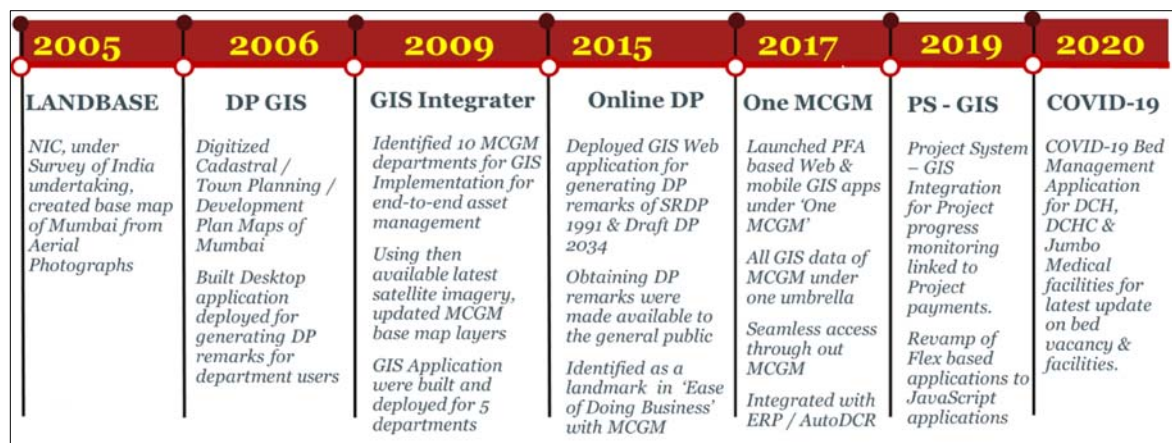 2005
2006
2009
2015
2017
2019
2020
LANDBASE
NIC, under
Survey of India
undertaking,
created base map
of Mumbai from
Aerial
Photographs
DP GIS
Digitized
Cadastral /
Town Planning /
Development
Plan Maps of
Mumbai
Built Desktop
application
deployed for
generating DP
remarks for
department users
GIS Integrater
Identified 10 MCGM
departments for GIS
Implementation for
end-to-end asset
management
Using then
available latest
satellite imagery,
updated MCGM
base map layers
GIS Application
were built and
deployed for 5
departments
Online DP
Deployed GIS Web
application for
generating DP
remarks of SRDP
1991 & Draft DP
2034
Obtaining DP
remarks were
made available to
the general public
Identified as a
landmark in ‘Ease
of Doing Business’
with MCGM
One MCGM
Launched PFA
based Web &
mobile GIS apps
under ‘One
MCGM’
All GIS data of
MCGM under
one umbrella
Seamless access
through out
MCGM
Integrated with
ERP / AutoDCR
PS - GIS
Project System
– GIS
Integration
for Project
progress
monitoring
linked to
Project
payments.
Revamp of
Flex based
applications to
JavaScript
applications
COVID-19
COVID-19 Bed
Management
Application
for DCH,
DCHC &
Jumbo
Medical
facilities for
latest update
on bed
vacancy &
facilities.